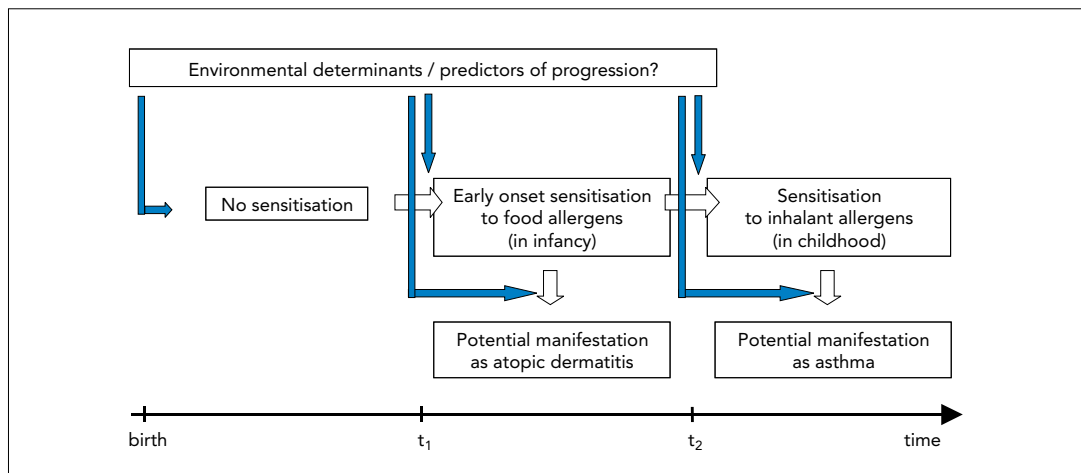 Environmental determinants / predictors of progression?
No sensitisation
Early onset sensitisation
to food allergens
(in infancy)
Sensitisation
to inhalant allergens
(in childhood)
Potential manifestation
as atopic dermatitis
Potential manifestation
as asthma
birth
t₁
t₂
time